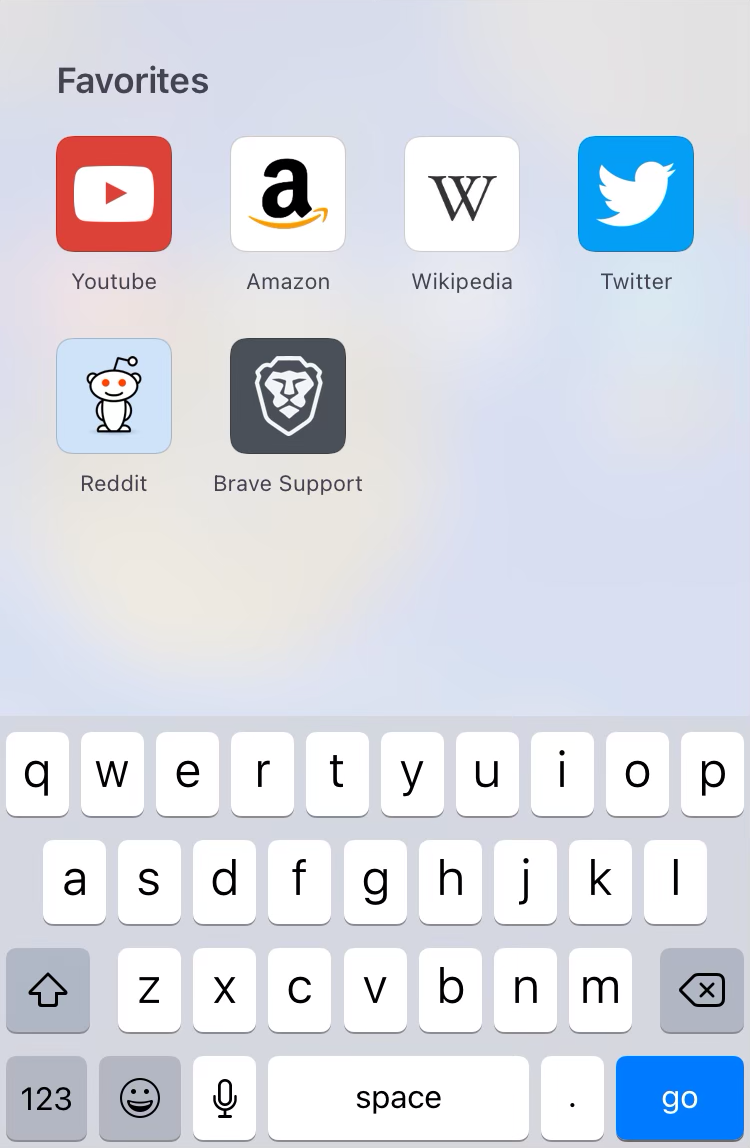 Favorites
Youtube Amazon Wikipedia Twitter
Reddit Brave Support
q w e r t y u i o p
a s d f g h j k l
z x c v b n m
123 space . go